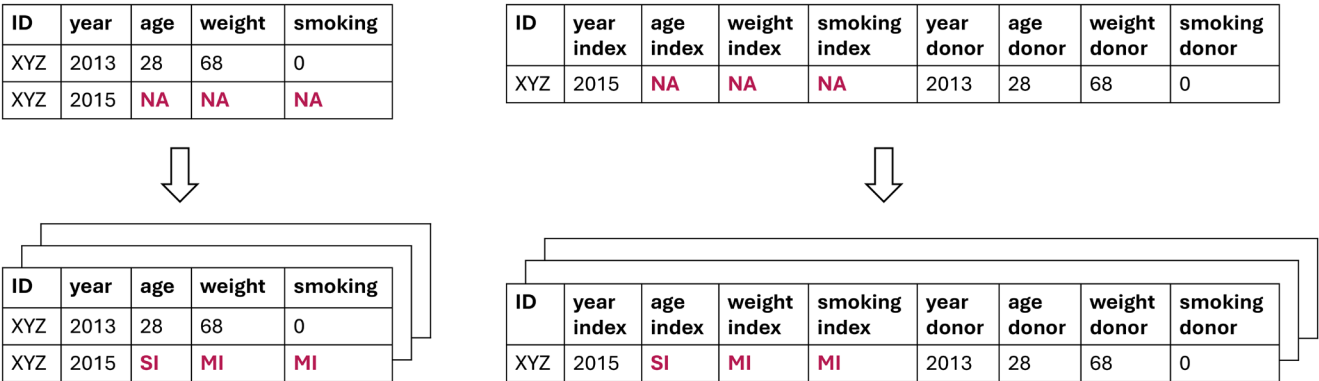 ID year age weight smoking
XYZ 2013 28 68 0
XYZ 2015 NA NA NA
ID year index age index weight index smoking index year donor age donor weight donor smoking donor
XYZ 2015 NA NA NA 2013 28 68 0
ID year age weight smoking
XYZ 2013 28 68 0
XYZ 2015 SI MI MI
ID year index age index weight index smoking index year donor age donor weight donor smoking donor
XYZ 2015 SI MI MI 2013 28 68 0